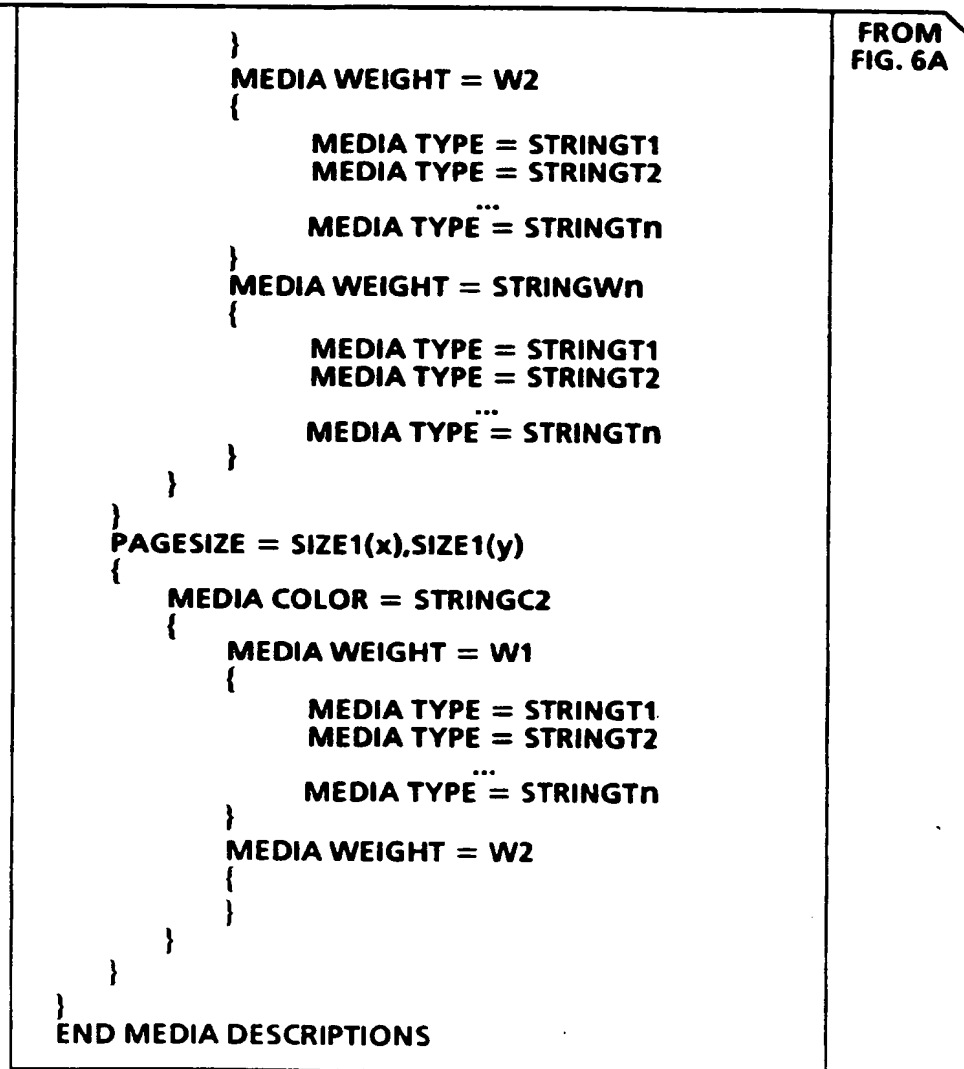 }
MEDIA WEIGHT = W2
{
MEDIA TYPE = STRINGT1
MEDIA TYPE = STRINGT2
...
MEDIA TYPE = STRINGTn
}
MEDIA WEIGHT = STRINGWn
{
MEDIA TYPE = STRINGT1
MEDIA TYPE = STRINGT2
...
MEDIA TYPE = STRINGTn
}
}
}
PAGESIZE = SIZE1(x),SIZE1(y)
{
MEDIA COLOR = STRINGC2
{
MEDIA WEIGHT = W1
{
MEDIA TYPE = STRINGT1
MEDIA TYPE = STRINGT2
...
MEDIA TYPE = STRINGTn
}
MEDIA WEIGHT = W2
{
}
}
}
}
END MEDIA DESCRIPTIONS
FROM
FIG. 6A